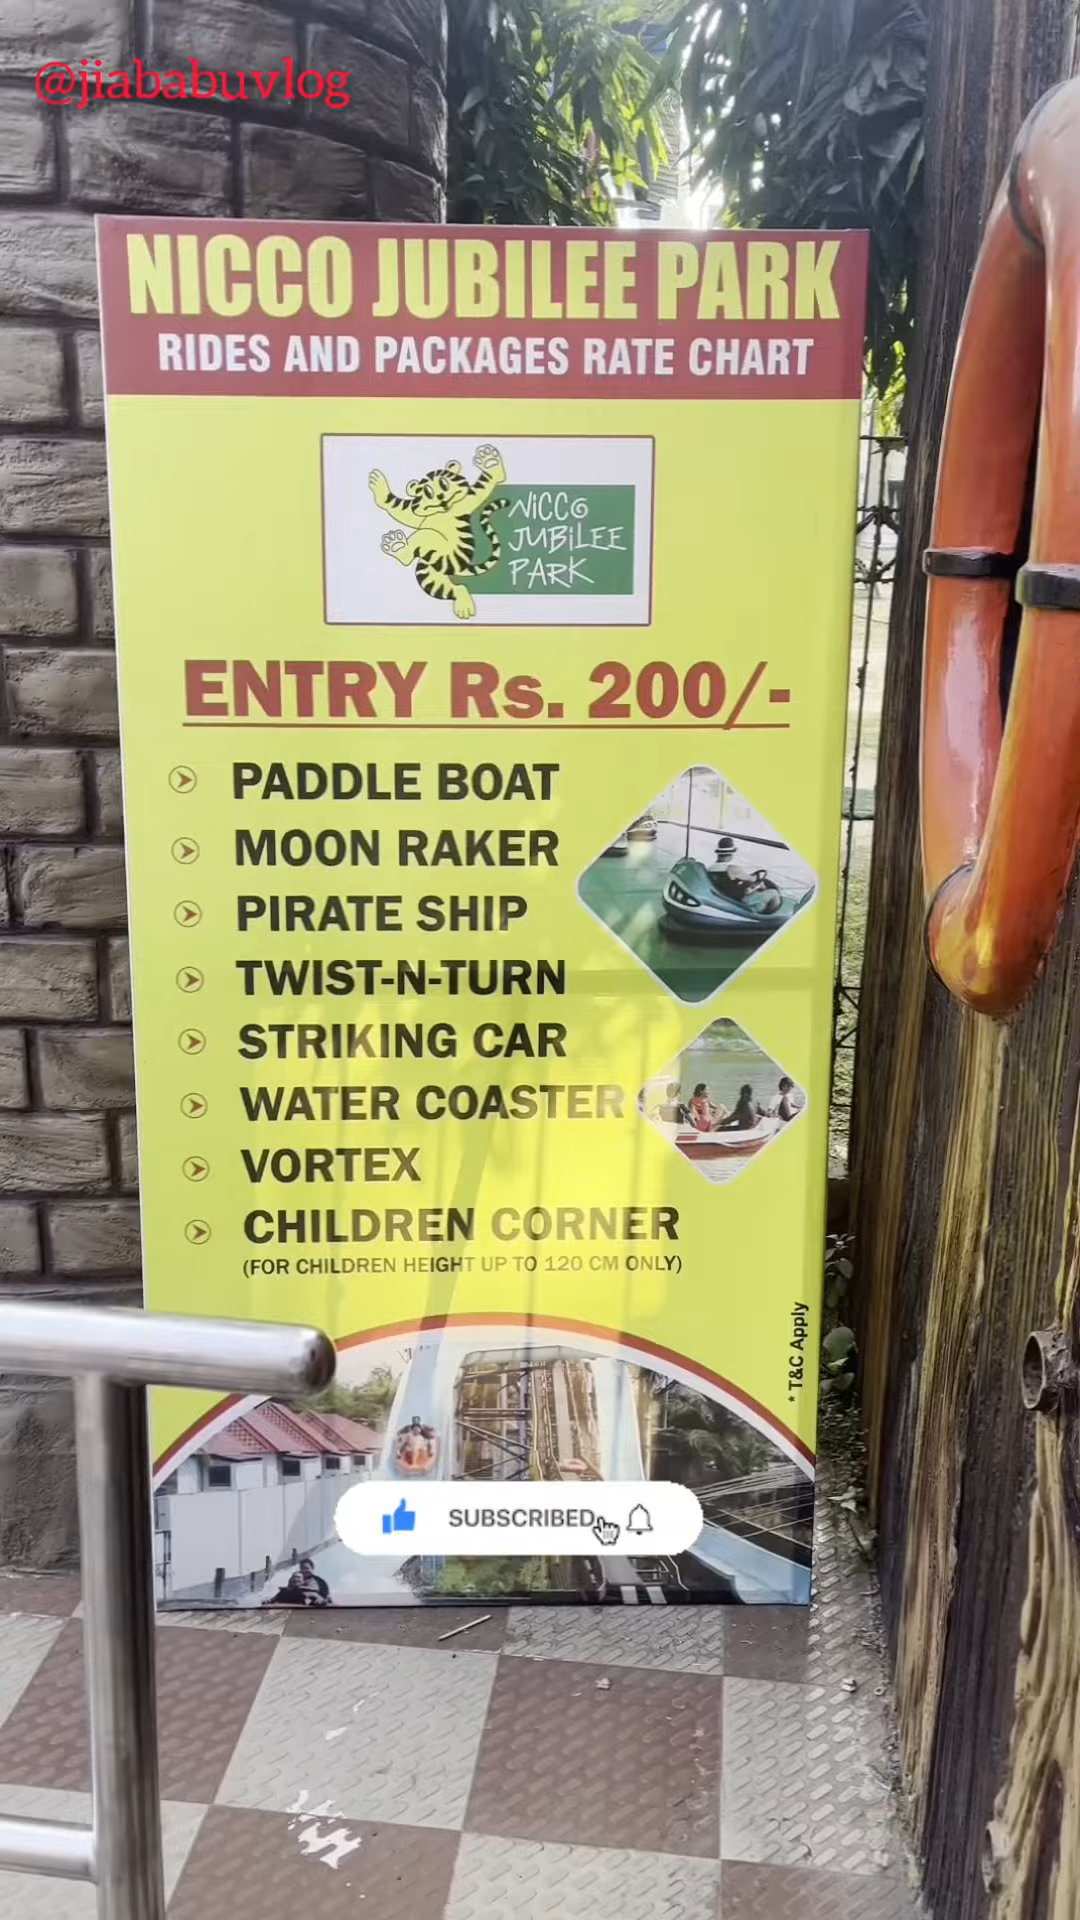 @jiababuvlog
NICCO JUBILEE PARK
RIDES AND PACKAGES RATE CHART
NiCCO
JUBiLEE
PARK
ENTRY Rs. 200/-
PADDLE BOAT
MOON RAKER
PIRATE SHIP
TWIST-N-TURN
STRIKING CAR
WATER COASTER
VORTEX
CHILDREN CORNER
(FOR CHILDREN HEIGHT UP TO 120 CM ONLY)
* T&C Apply
SUBSCRIBED